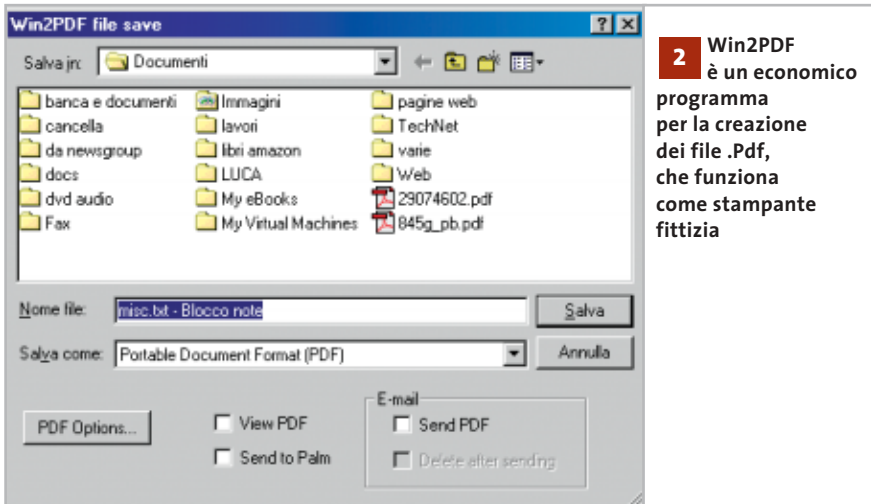 Win2PDF file save
Salva in: Documenti
banca e documenti Immagini pagine web
cancella lavori TechNet
da newsgroup libri amazon varie
docs LUCA Web
dvd audio My eBooks 29074602.pdf
Fax My Virtual Machines 845g_pb.pdf
Nome file: misc.txt - Blocco note Salva
Salva come: Portable Document Format (PDF) Annulla
E-mail
PDF Options... View PDF Send PDF
Send to Palm Delete after sending
2 Win2PDF
è un economico
programma
per la creazione
dei file .Pdf,
che funziona
come stampante
fittizia